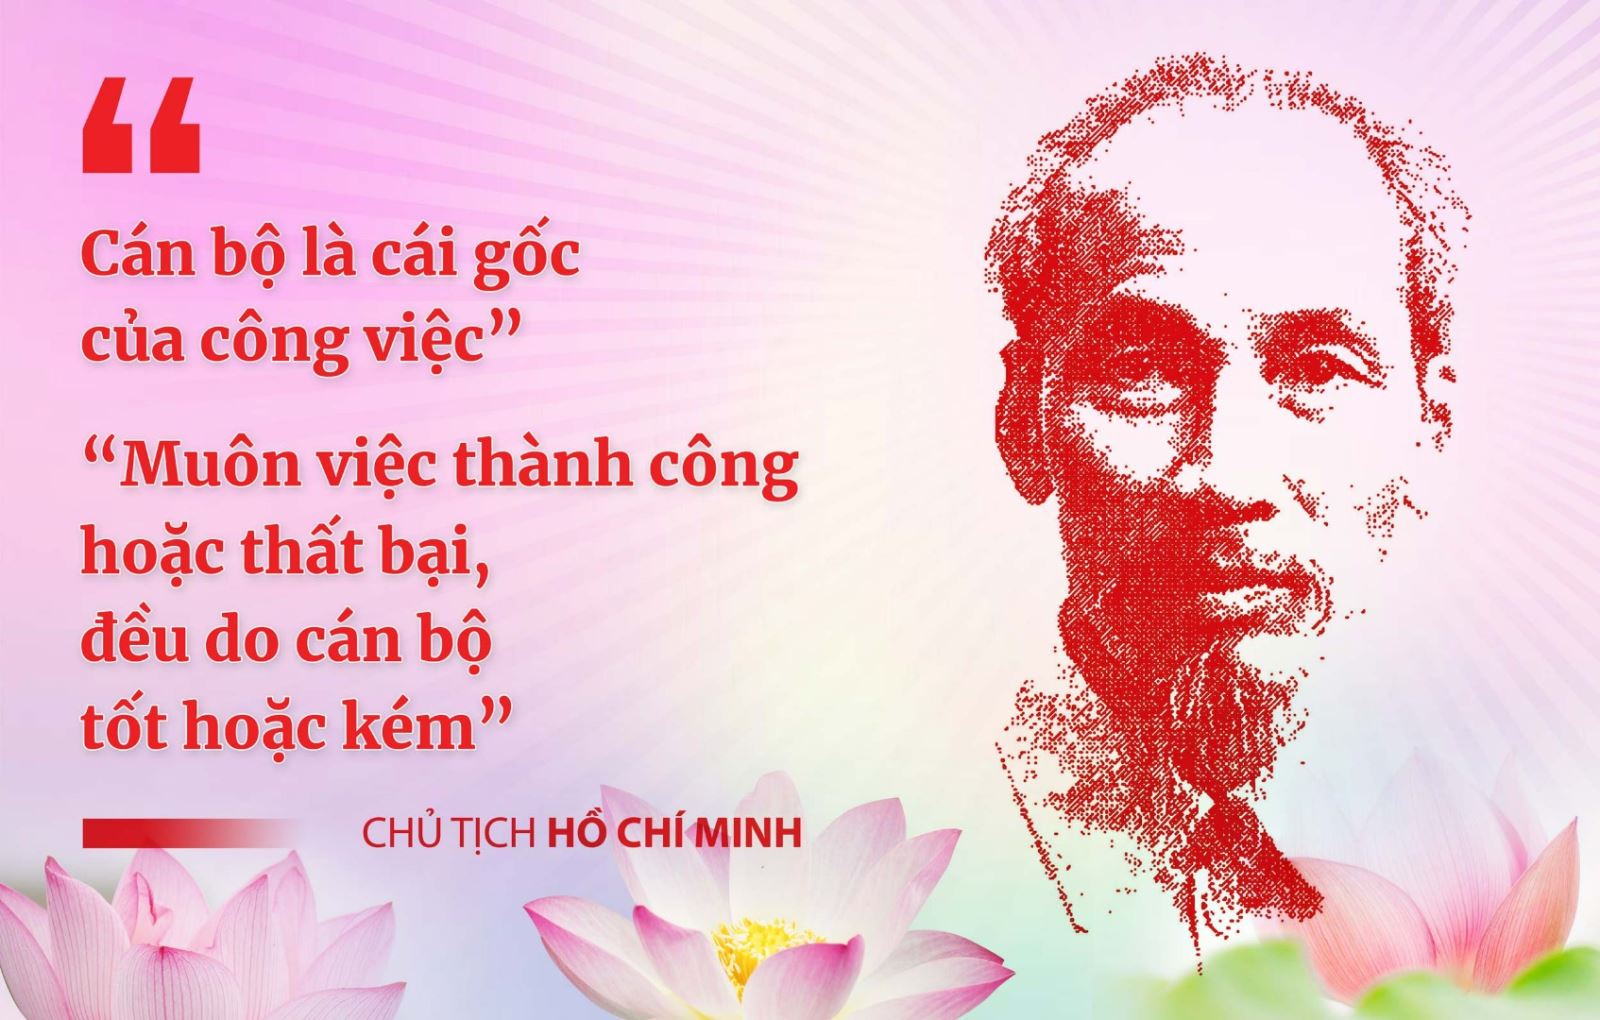 “
Cán bộ là cái gốc
của công việc”
“Muôn việc thành công
hoặc thất bại,
đều do cán bộ
tốt hoặc kém”
CHỦ TỊCH HỒ CHÍ MINH